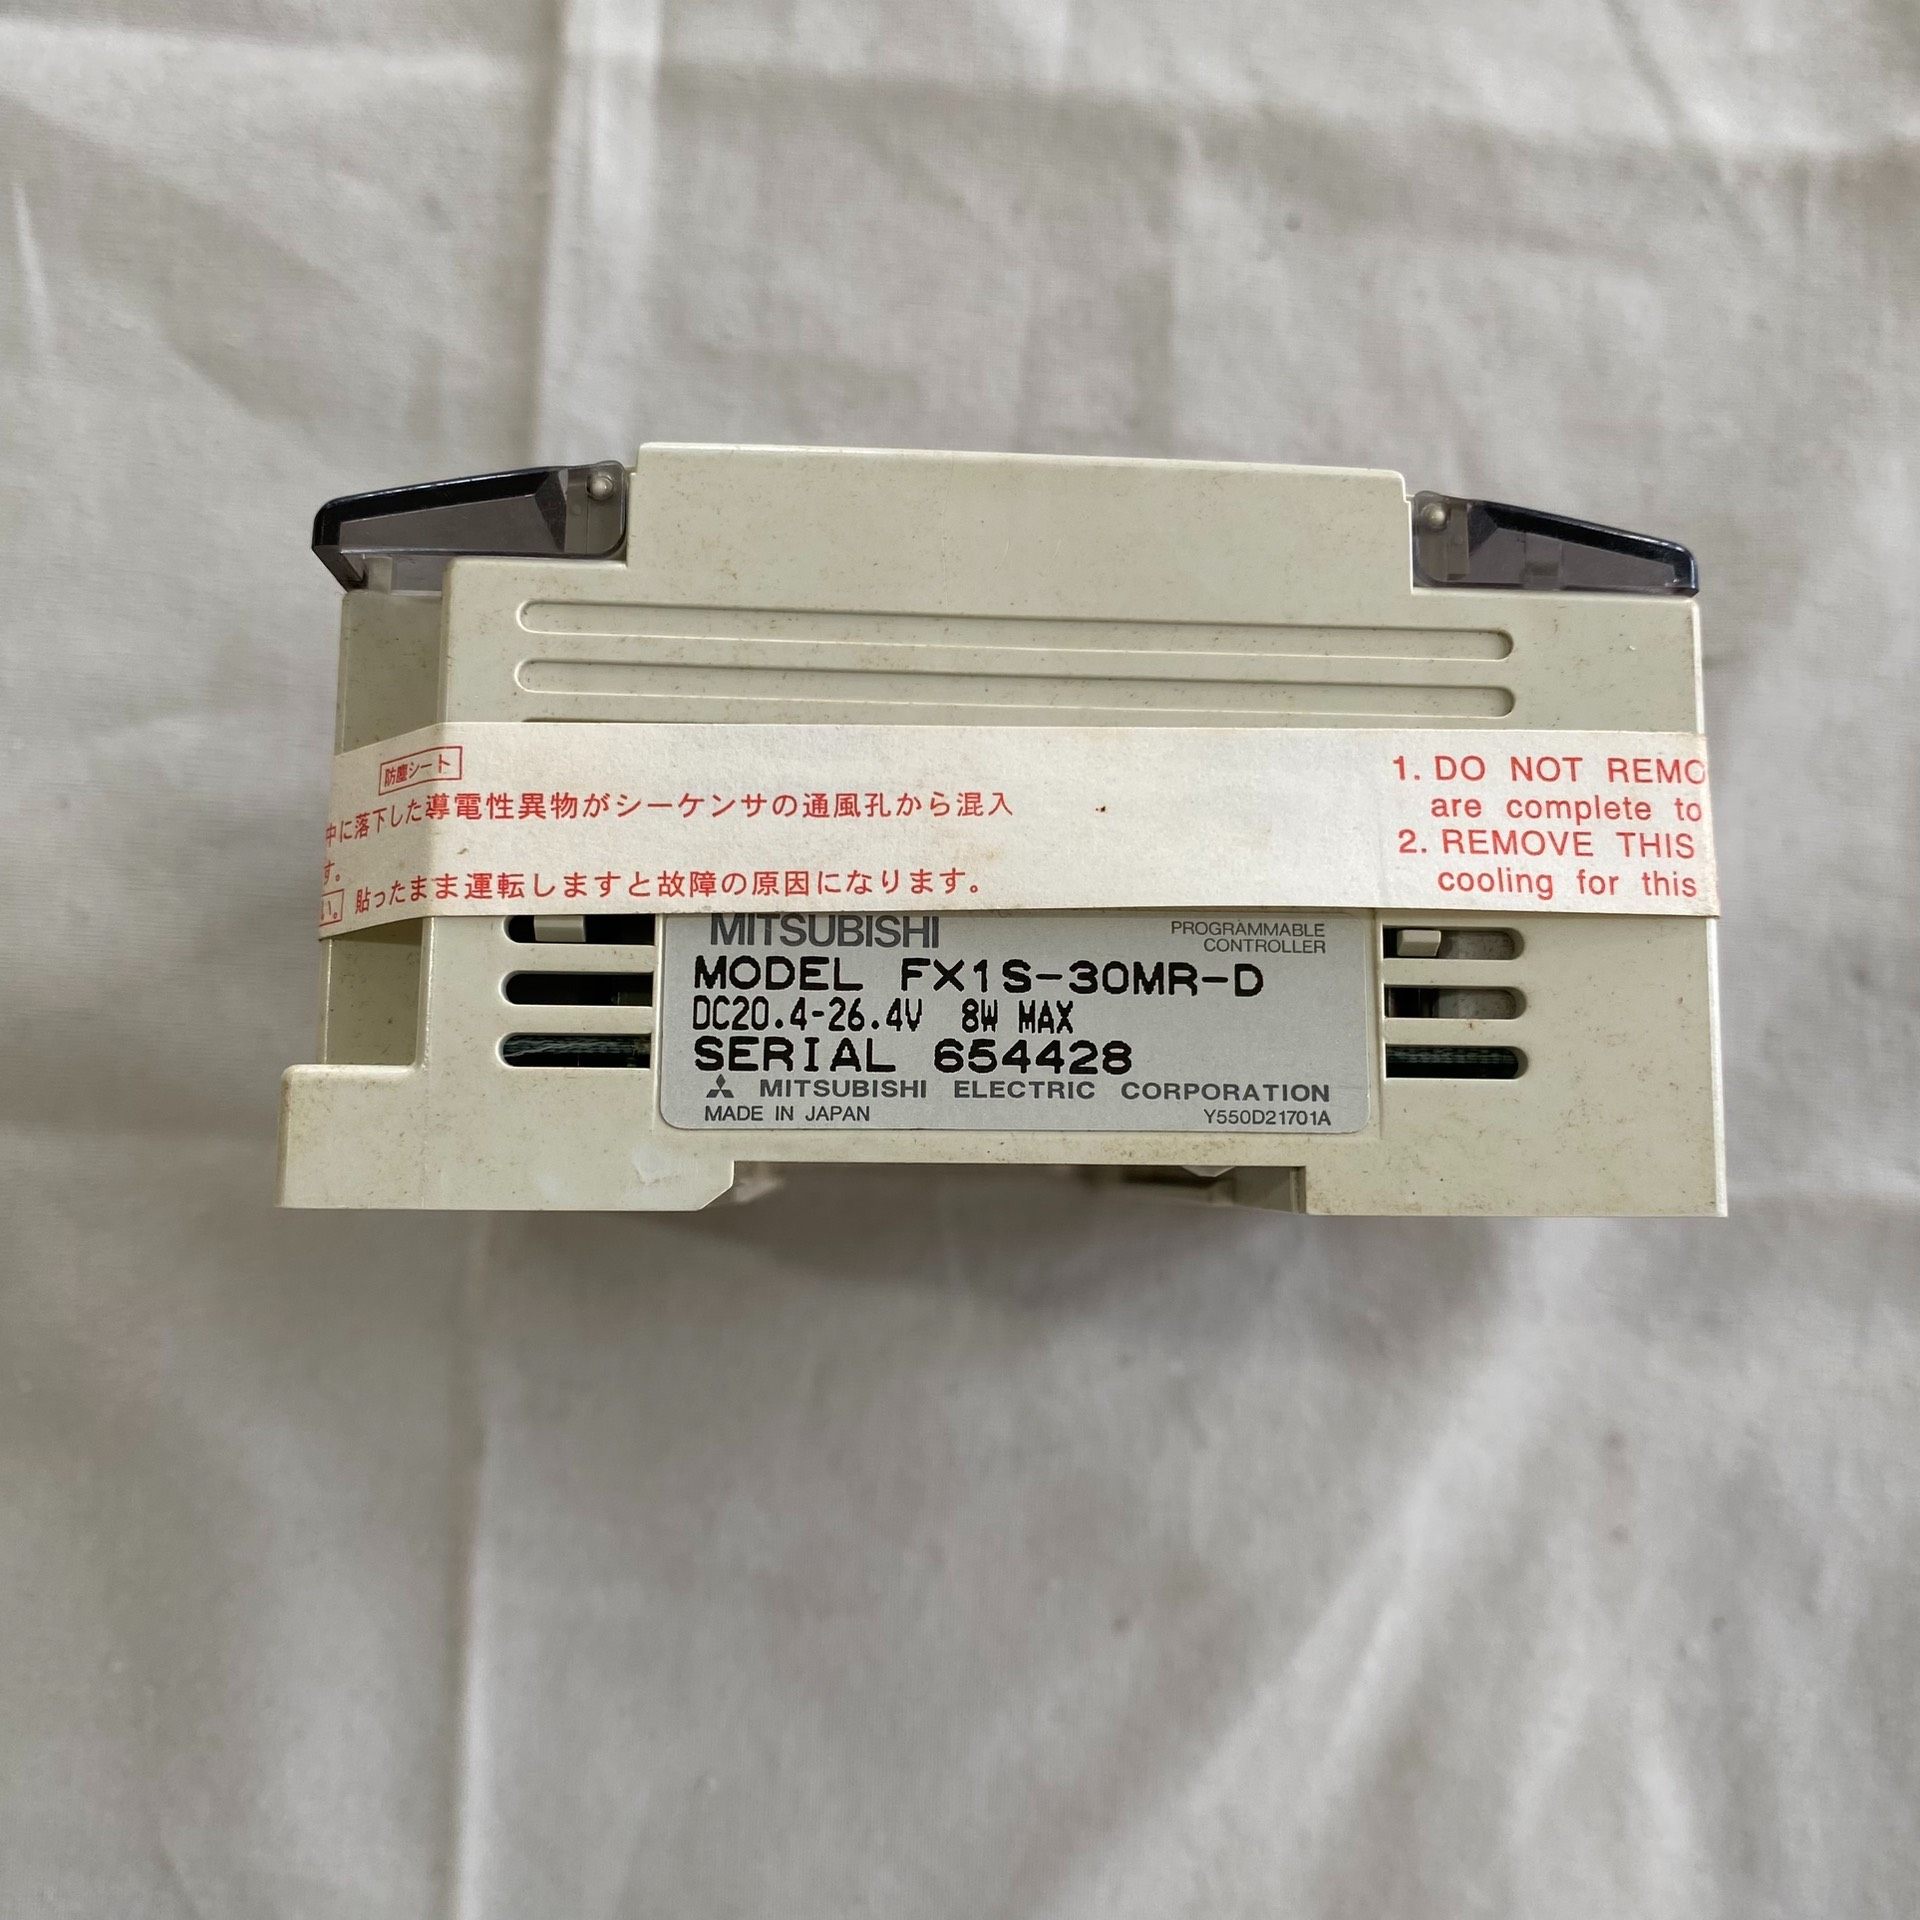 防塵シート
中に落下した導電性異物がシーケンサの通風孔から混入
す。
い。 貼ったまま運転しますと故障の原因になります。
1. DO NOT REMO
are complete to
2. REMOVE THIS
cooling for this
MITSUBISHI
PROGRAMMABLE
CONTROLLER
MODEL FX1S-30MR-D
DC20.4-26.4V 8W MAX
SERIAL 654428
MITSUBISHI ELECTRIC CORPORATION
MADE IN JAPAN Y550D21701A